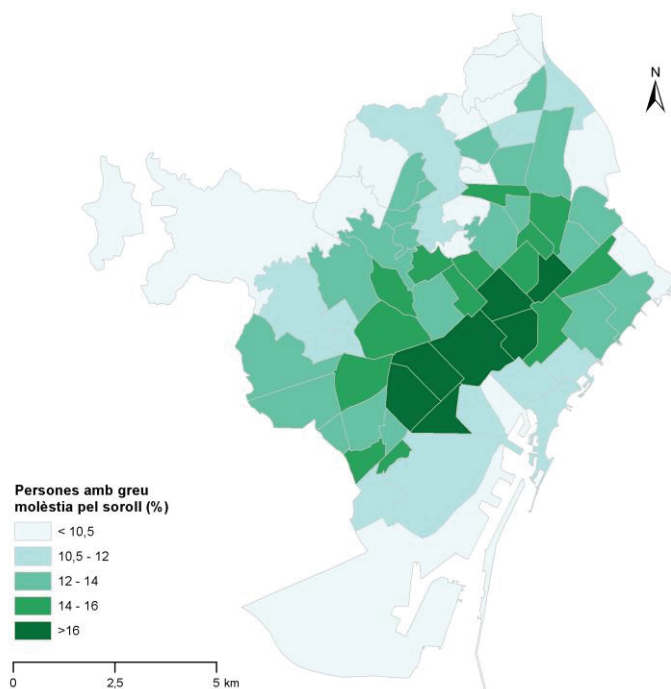 N
Persones amb greu
molèstia pel soroll (%)
< 10,5
10,5 - 12
12 - 14
14 - 16
>16
0 2,5 5 km